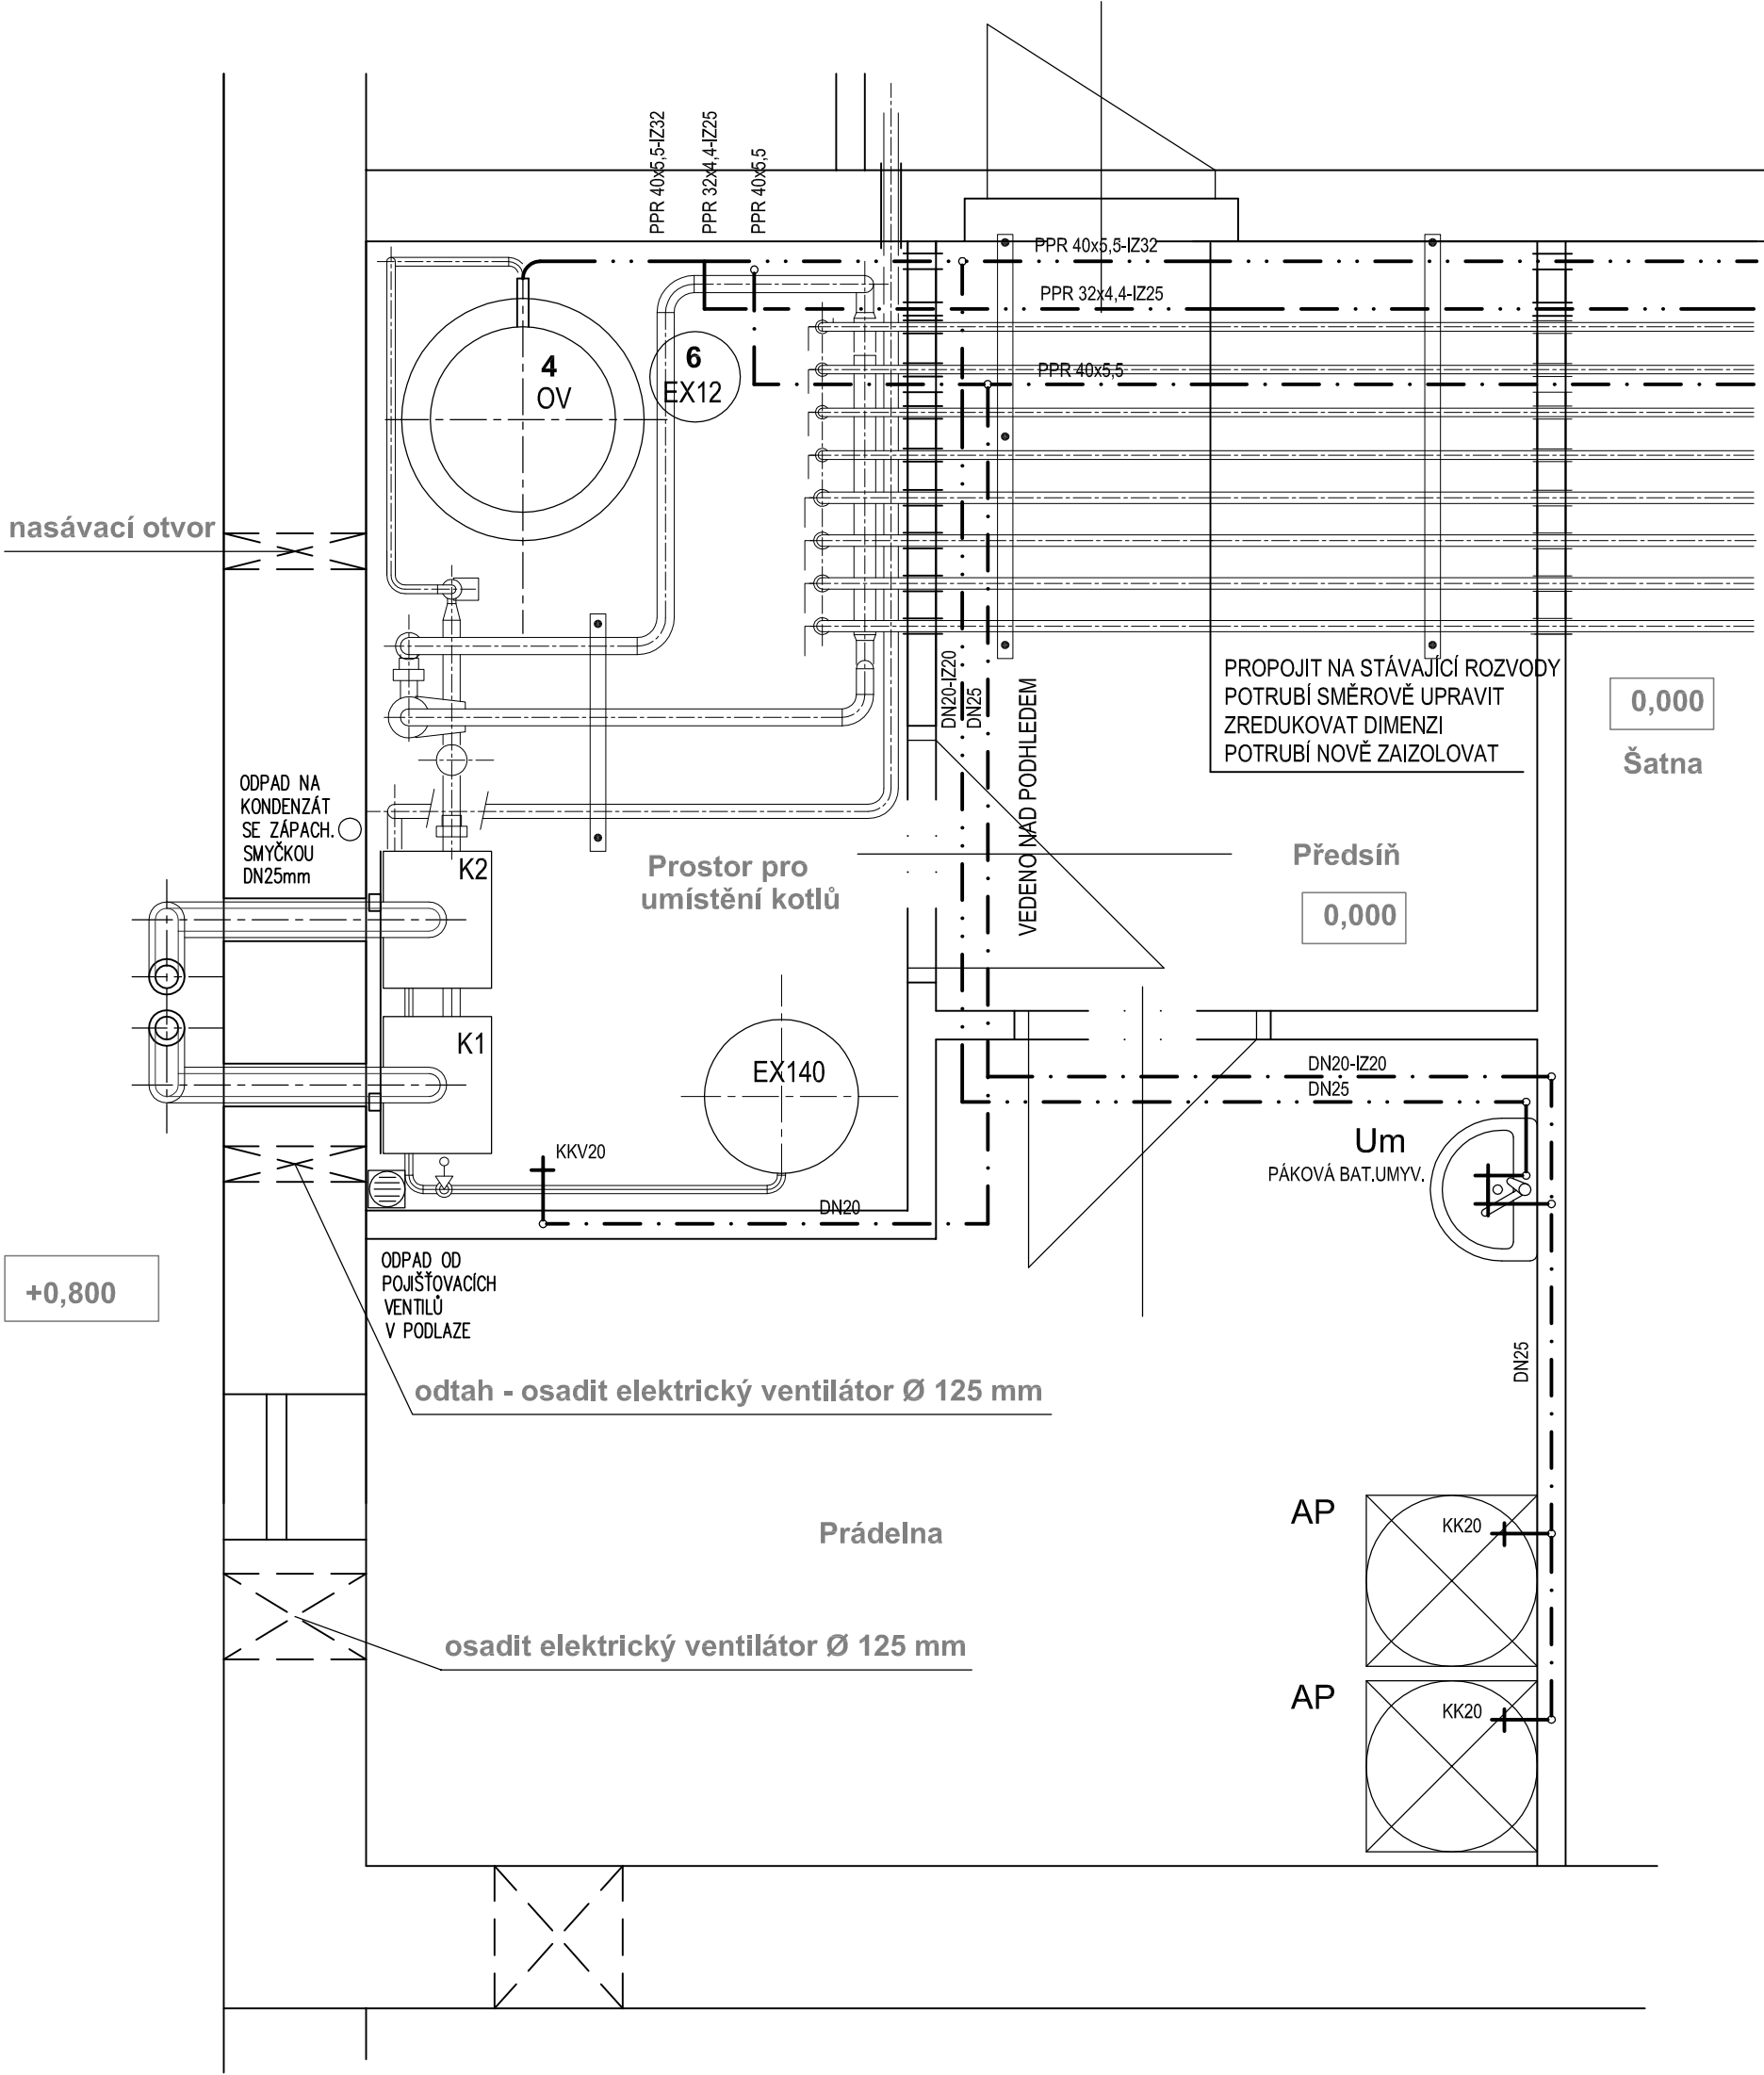 PPR 40x5,5-IZ32
PPR 32x4,4-IZ25
PPR 40x5,5
PPR 40x5,5-IZ32
PPR 32x4,4-IZ25
PPR 40x5,5
4
OV
6
EX12
nasávací otvor
DN20-IZ20
DN25
VEDENO NAD PODHLEDEM
PROPOJIT NA STÁVAJÍCÍ ROZVODY
POTRUBÍ SMĚROVĚ UPRAVIT
ZREDUKOVAT DIMENZI
POTRUBÍ NOVĚ ZAIZOLOVAT
0,000
Šatna
ODPAD NA
KONDENZÁT
SE ZÁPACH.
SMYČKOU
DN25mm
K2
Prostor pro
umístění kotlů
Předsíň
0,000
K1
EX140
DN20-IZ20
DN25
Um
PÁKOVÁ BAT.UMYV.
KKV20
DN20
ODPAD OD
POJIŠŤOVACÍCH
VENTILŮ
V PODLAZE
+0,800
DN25
odtah - osadit elektrický ventilátor Ø 125 mm
AP
KK20
Prádelna
osadit elektrický ventilátor Ø 125 mm
AP
KK20